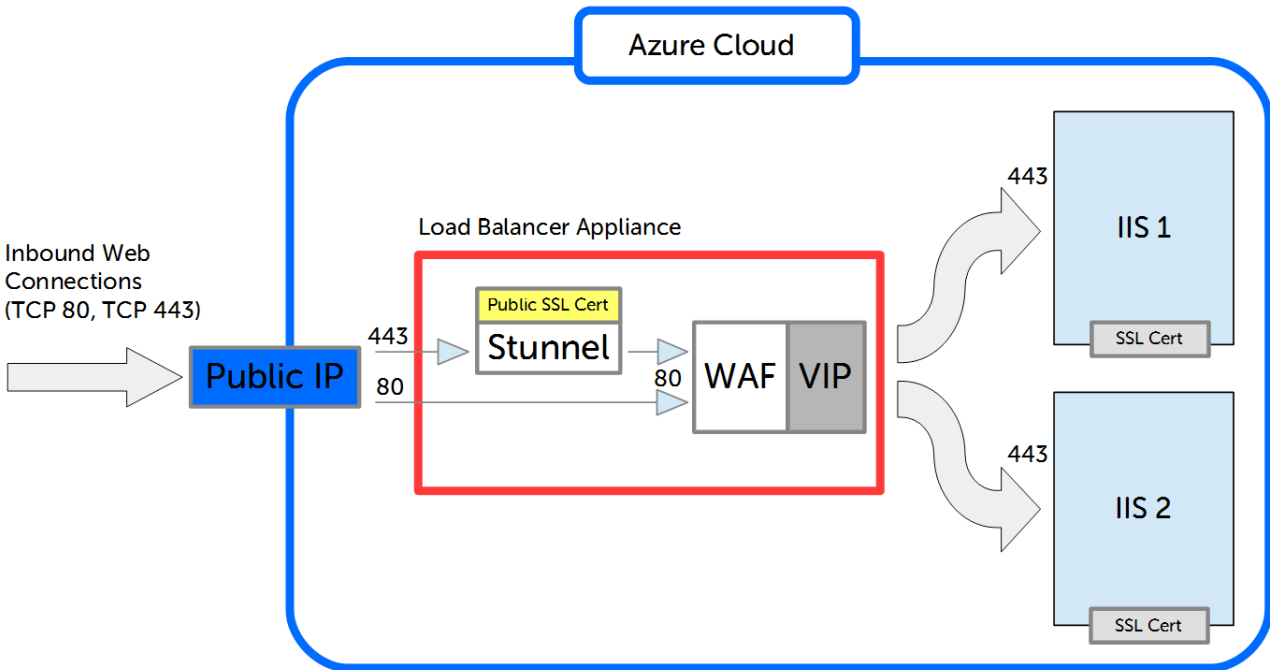 Azure Cloud
Inbound Web
Connections
(TCP 80, TCP 443)
Public IP
443
80
Load Balancer Appliance
Public SSL Cert
Stunnel
80
WAF
VIP
443
IIS 1
SSL Cert
443
IIS 2
SSL Cert